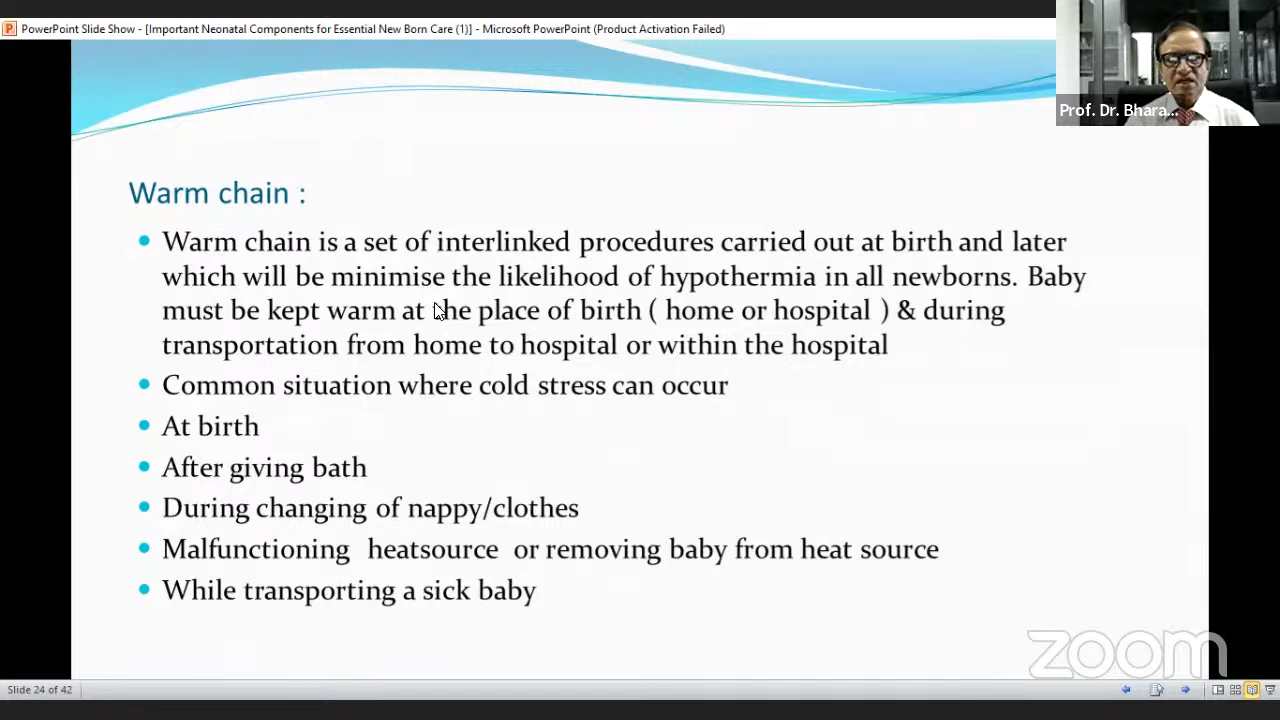 PowerPoint Slide Show - [Important Neonatal Components for Essential New Born Care (1)] - Microsoft PowerPoint (Product Activation Failed)
Prof. Dr. Bhara...
Warm chain :
Warm chain is a set of interlinked procedures carried out at birth and later
which will be minimise the likelihood of hypothermia in all newborns. Baby
must be kept warm at the place of birth ( home or hospital ) & during
transportation from home to hospital or within the hospital
Common situation where cold stress can occur
At birth
After giving bath
During changing of nappy/clothes
Malfunctioning heatsource or removing baby from heat source
While transporting a sick baby
zoom
Slide 24 of 42